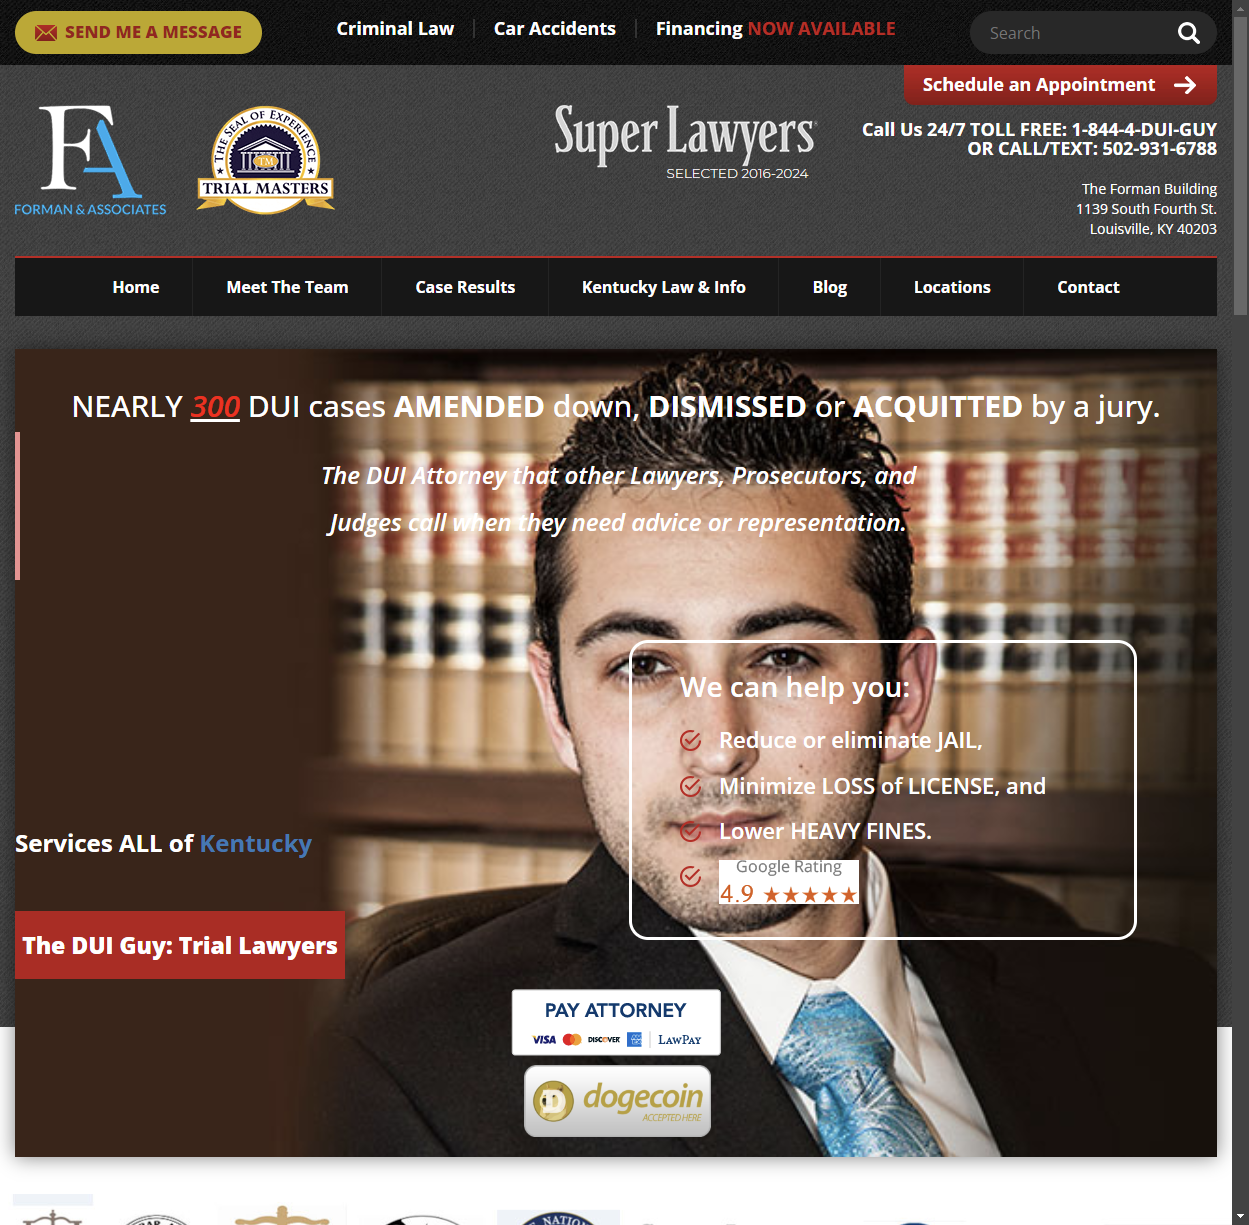 SEND ME A MESSAGE
Criminal Law
Car Accidents
Financing NOW AVAILABLE
Search
Schedule an Appointment
FA
FORMAN & ASSOCIATES
THE SEAL OF EXPERIENCE
TM
TRIAL MASTERS
Super Lawyers
SELECTED 2016-2024
Call Us 24/7 TOLL FREE: 1-844-4-DUI-GUY
OR CALL/TEXT: 502-931-6788
The Forman Building
1139 South Fourth St.
Louisville, KY 40203
Home
Meet The Team
Case Results
Kentucky Law & Info
Blog
Locations
Contact
NEARLY 300 DUI cases AMENDED down, DISMISSED or ACQUITTED by a jury.
The DUI Attorney that other Lawyers, Prosecutors, and
Judges call when they need advice or representation.
We can help you:
Reduce or eliminate JAIL,
Minimize LOSS of LICENSE, and
Lower HEAVY FINES.
Google Rating
4.9 ★★★★★
Services ALL of Kentucky
The DUI Guy: Trial Lawyers
PAY ATTORNEY
VISA DISCOVER LAWPAY
dogecoin
ACCEPTED HERE